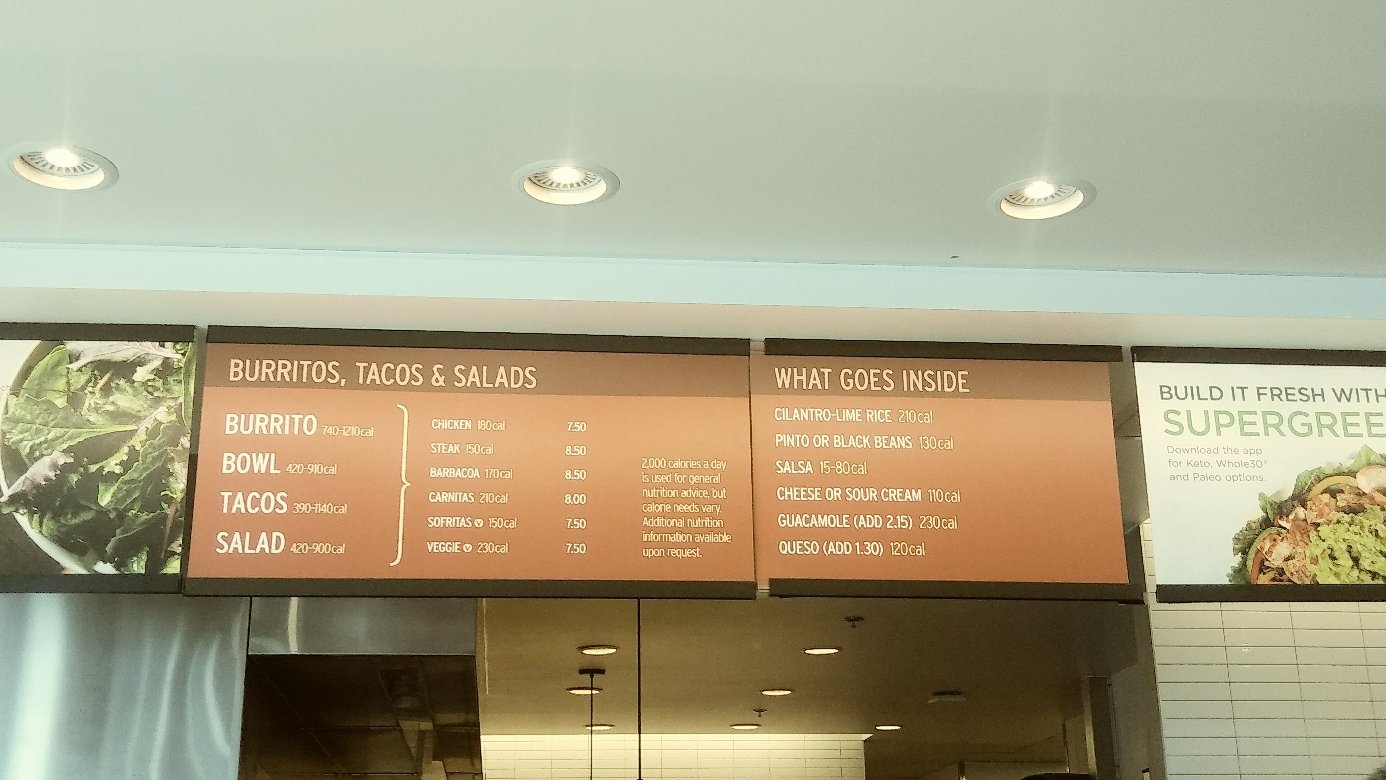 BURRITOS, TACOS & SALADS
BURRITO 740-1210cal
BOWL 420-910cal
TACOS 390-1140cal
SALAD 420-900cal
CHICKEN 180cal 7.50
STEAK 150cal 8.50
BARBACOA 170cal 8.50
CARNITAS 210cal 8.00
SOFRITAS V 150cal 7.50
VEGGIE V 230cal 7.50
2,000 calories a day
is used for general
nutrition advice, but
calorie needs vary.
Additional nutrition
information available
upon request.
WHAT GOES INSIDE
CILANTRO-LIME RICE 210cal
PINTO OR BLACK BEANS 130cal
SALSA 15-80cal
CHEESE OR SOUR CREAM 110cal
GUACAMOLE (ADD 2.15) 230cal
QUESO (ADD 1.30) 120cal
BUILD IT FRESH WITH
SUPERGREE
Download the app
for Keto, Whole30®
and Paleo options.